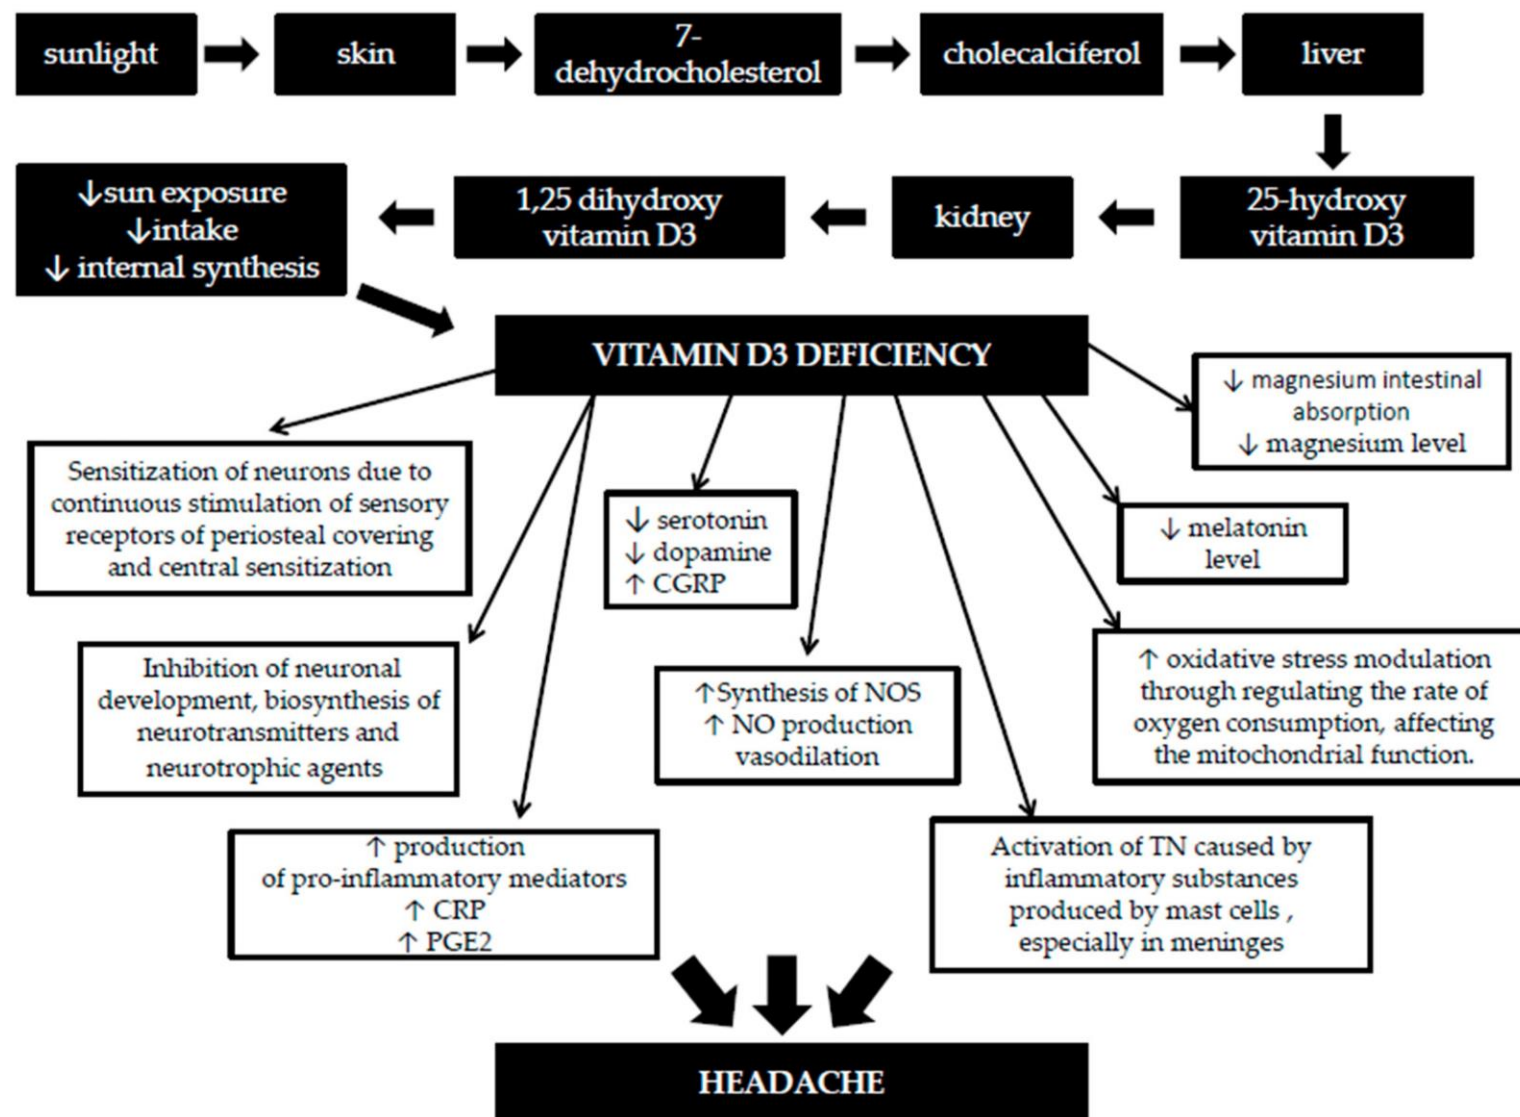 sunlight
skin
7-
dehydrocholesterol
cholecalciferol
liver
25-hydroxy
vitamin D3
kidney
1,25 dihydroxy
vitamin D3
↓sun exposure
↓intake
↓ internal synthesis
VITAMIN D3 DEFICIENCY
↓ magnesium intestinal
absorption
↓ magnesium level
Sensitization of neurons due to
continuous stimulation of sensory
receptors of periosteal covering
and central sensitization
↓ serotonin
↓ dopamine
↑ CGRP
↓ melatonin
level
Inhibition of neuronal
development, biosynthesis of
neurotransmitters and
neurotrophic agents
↑Synthesis of NOS
↑ NO production
vasodilation
↑ oxidative stress modulation
through regulating the rate of
oxygen consumption, affecting
the mitochondrial function.
↑ production
of pro-inflammatory mediators
↑ CRP
↑ PGE2
Activation of TN caused by
inflammatory substances
produced by mast cells ,
especially in meninges
HEADACHE